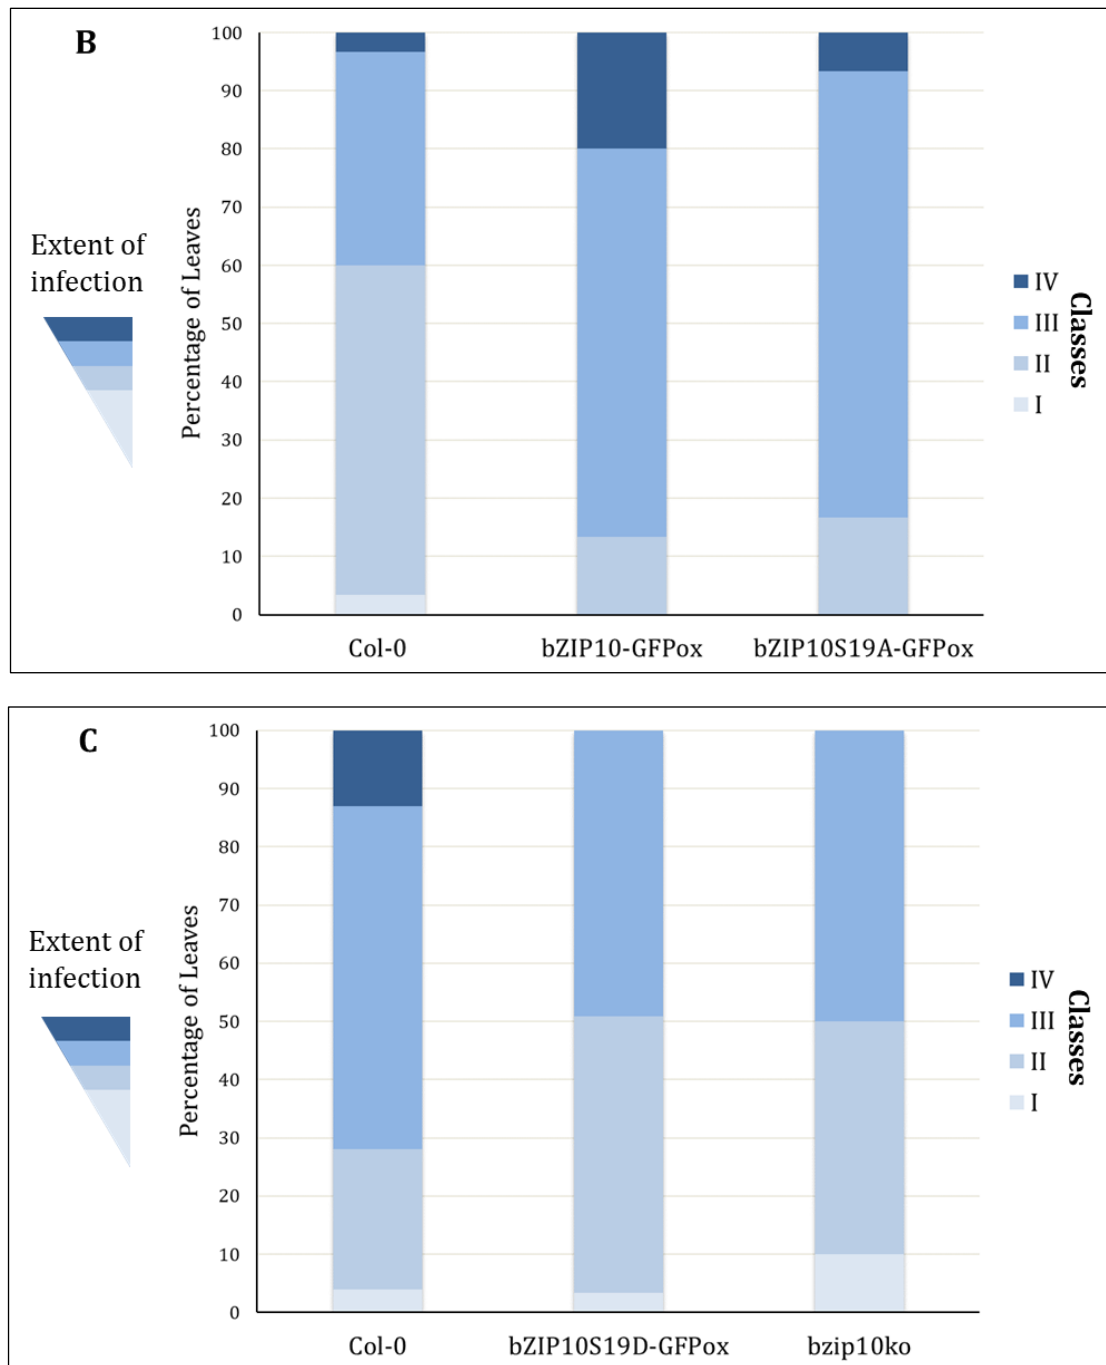 B
Extent of
infection
Percentage of Leaves
100
90
80
70
60
50
40
30
20
10
0
Col-0
bZIP10-GFPox
bZIP10S19A-GFPox
IV
III
II
I
Classes
C
Extent of
infection
Percentage of Leaves
100
90
80
70
60
50
40
30
20
10
0
Col-0
bZIP10S19D-GFPox
bzip10ko
IV
III
II
I
Classes